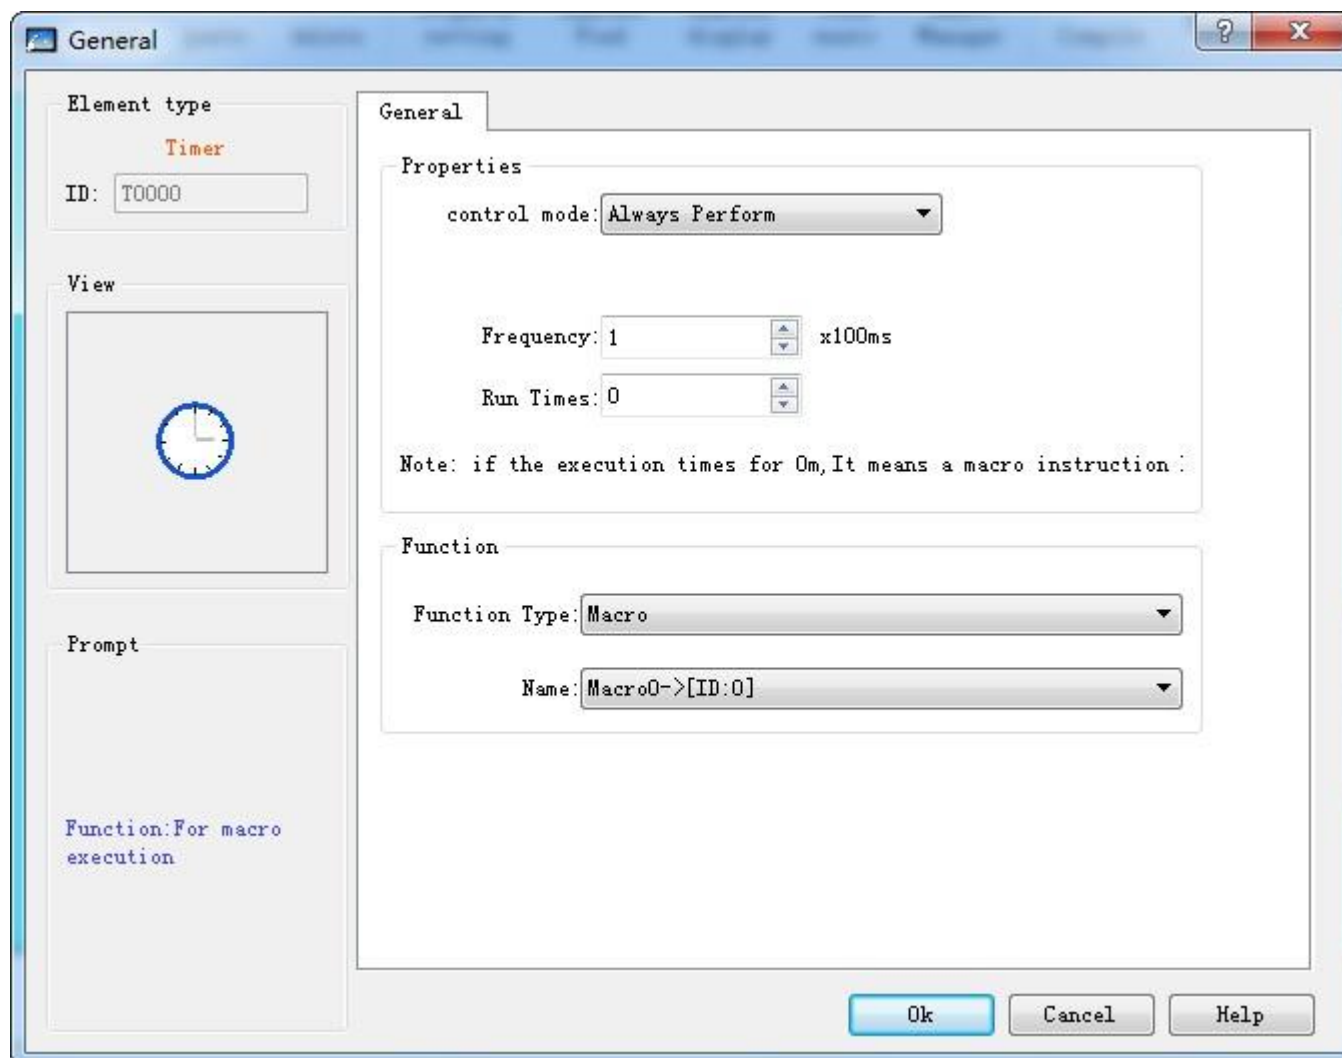 General
?
X
Element type
Timer
ID: T0000
View
Prompt
Function:For macro
execution
General
Properties
control mode: Always Perform
Frequency: 1 x100ms
Run Times: 0
Note: if the execution times for 0m,It means a macro instruction
Function
Function Type: Macro
Name: Macro0->[ID:0]
Ok
Cancel
Help